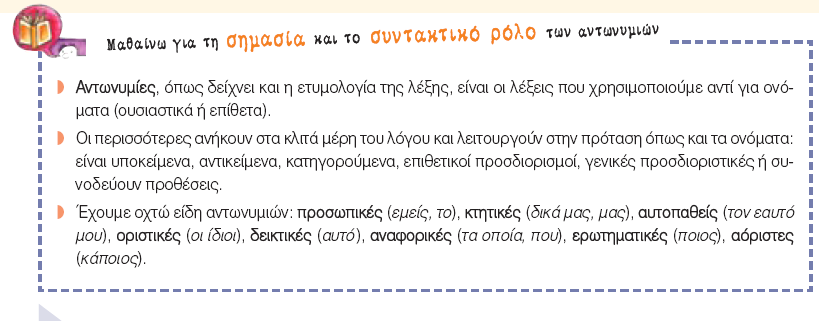 Μαθαίνω για τη σημασία και το συντακτικό ρόλο των αντωνυμιών
Αντωνυμίες, όπως δείχνει και η ετυμολογία της λέξης, είναι οι λέξεις που χρησιμοποιούμε αντί για ονό-
ματα (ουσιαστικά ή επίθετα).
Οι περισσότερες ανήκουν στα κλιτά μέρη του λόγου και λειτουργούν στην πρόταση όπως και τα ονόματα:
είναι υποκείμενα, αντικείμενα, κατηγορούμενα, επιθετικοί προσδιορισμοί, γενικές προσδιοριστικές ή συ-
νοδεύουν προθέσεις.
Έχουμε οχτώ είδη αντωνυμιών: προσωπικές (εμείς, το), κτητικές (δικά μας, μας), αυτοπαθείς (τον εαυτό
μου), οριστικές (οι ίδιοι), δεικτικές (αυτό), αναφορικές (τα οποία, που), ερωτηματικές (ποιος), αόριστες
(κάποιος).